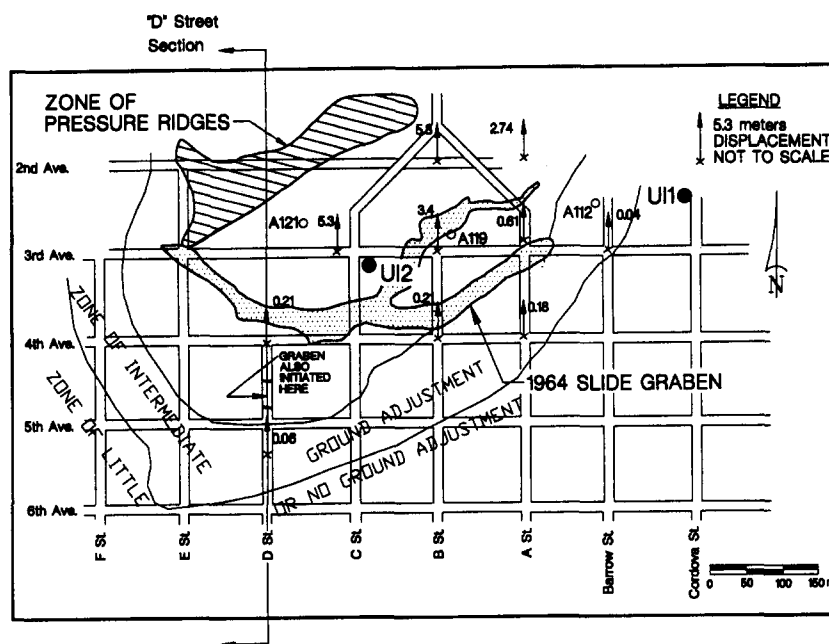 "D" Street
Section
ZONE OF
PRESSURE RIDGES
LEGEND
5.3 meters
DISPLACEMENT
NOT TO SCALE
5.3
2.74
2nd Ave.
A121
5.3
3.4
A119
0.61
A112
0.04
UI1
3rd Ave.
UI2
N
0.21
0.21
0.18
4th Ave.
ZONE OF INTERMEDIATE
GROUND ADJUSTMENT
GRABEN
ALSO
INITIATED
HERE
1964 SLIDE GRABEN
ZONE OF LITTLE
OR NO GROUND ADJUSTMENT
5th Ave.
0.06
6th Ave.
F St.
E St.
D St.
C St.
B St.
A St.
Barrow St.
Cordova St.
0 50 100 150 m